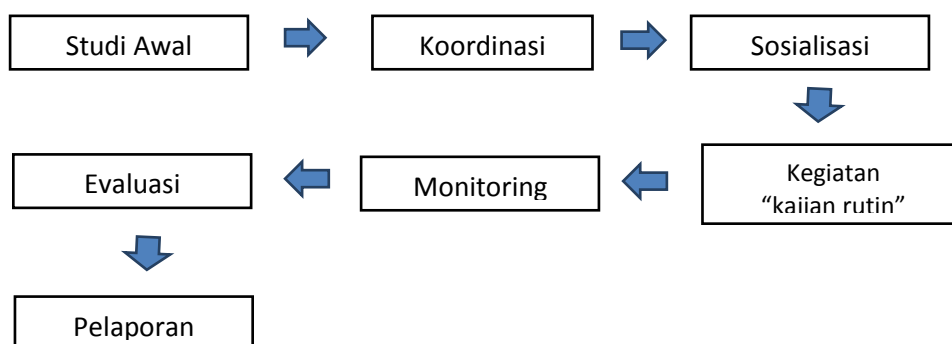 Studi Awal
Koordinasi
Sosialisasi
Evaluasi
Monitoring
Kegiatan
“kajian rutin”
Pelaporan